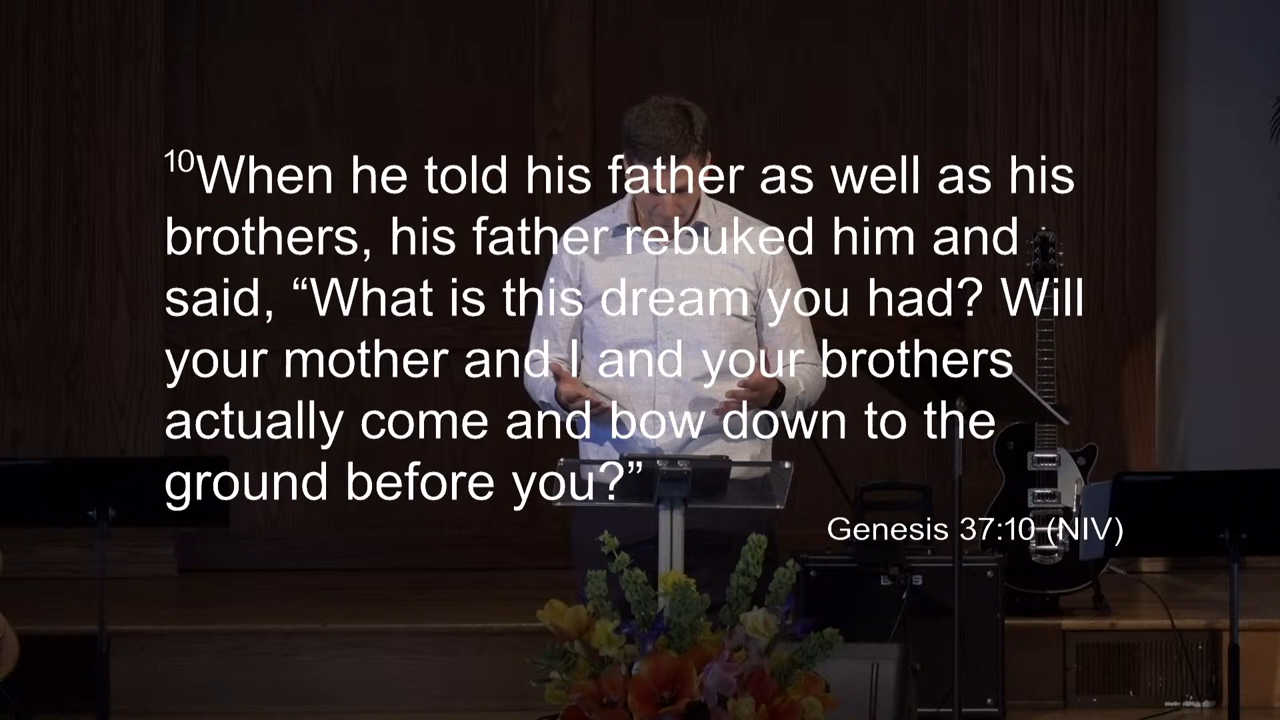 ¹⁰When he told his father as well as his
brothers, his father rebuked him and
said, “What is this dream you had? Will
your mother and I and your brothers
actually come and bow down to the
ground before you?”
Genesis 37:10 (NIV)